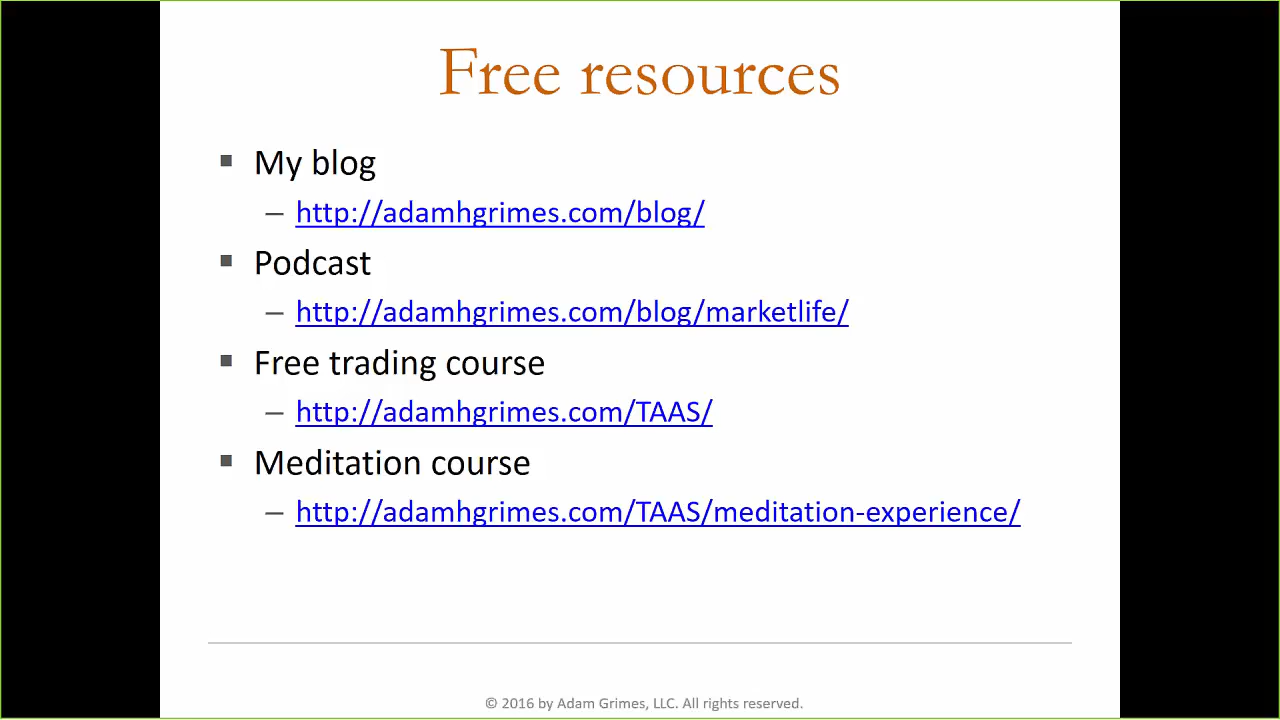 Free resources
My blog
– http://adamhgrimes.com/blog/
Podcast
– http://adamhgrimes.com/blog/marketlife/
Free trading course
– http://adamhgrimes.com/TAAS/
Meditation course
– http://adamhgrimes.com/TAAS/meditation-experience/
© 2016 by Adam Grimes, LLC. All rights reserved.